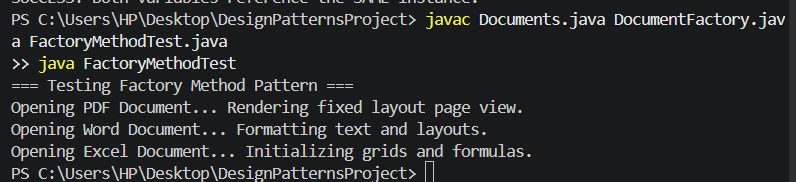 SUCCESS: Both variables reference the SAME instance.
PS C:\Users\HP\Desktop\DesignPatternsProject> javac Documents.java DocumentFactory.jav
a FactoryMethodTest.java
>> java FactoryMethodTest
=== Testing Factory Method Pattern ===
Opening PDF Document... Rendering fixed layout page view.
Opening Word Document... Formatting text and layouts.
Opening Excel Document... Initializing grids and formulas.
PS C:\Users\HP\Desktop\DesignPatternsProject>